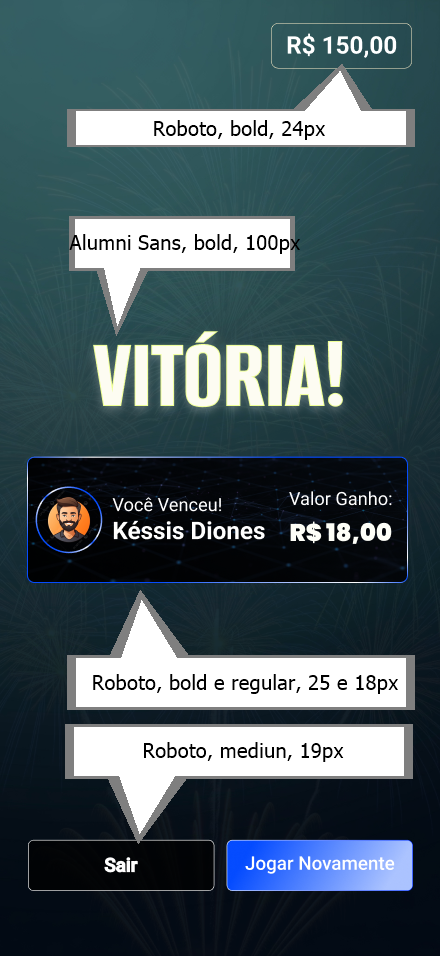 R$ 150,00
Roboto, bold, 24px
Alumni Sans, bold, 100px
VITÓRIA!
Você Venceu!
Késsis Diones
Valor Ganho:
R$ 18,00
Roboto, bold e regular, 25 e 18px
Roboto, mediun, 19px
Sair
Jogar Novamente